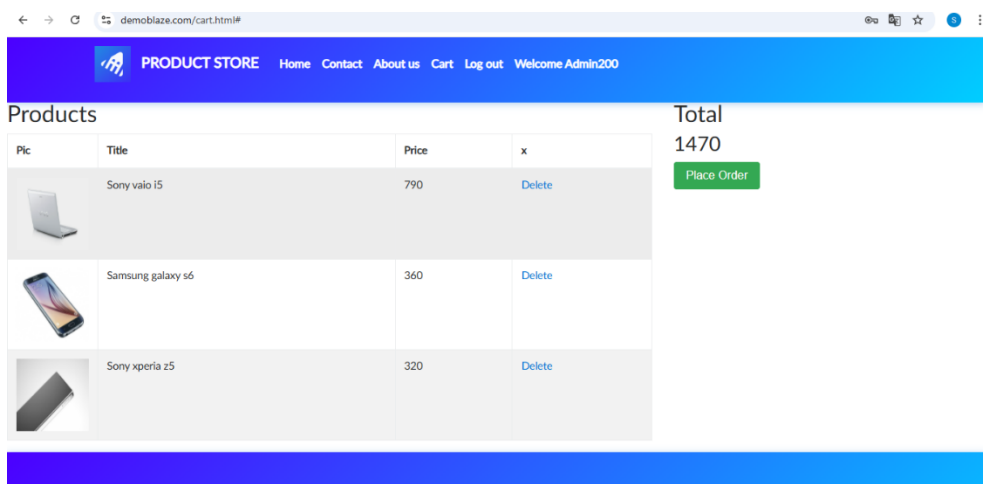 demoblaze.com/cart.html#
S
PRODUCT STORE Home Contact About us Cart Log out Welcome Admin200
Products
Total
1470
Place Order
Pic Title Price x
Sony vaio i5 790 Delete
Samsung galaxy s6 360 Delete
Sony xperia z5 320 Delete